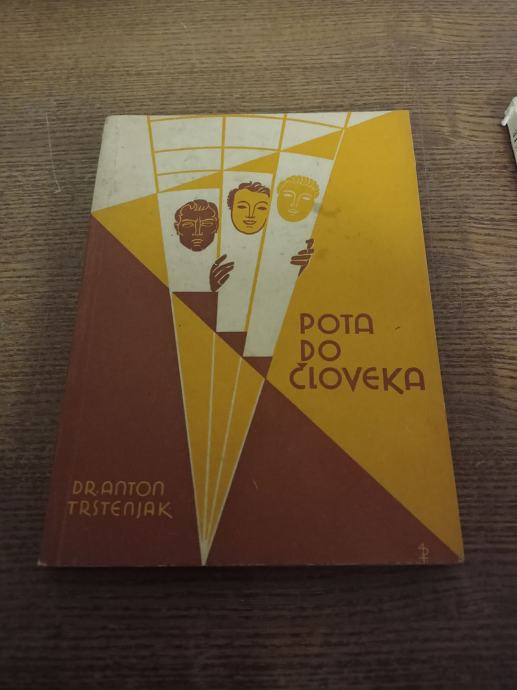 POTA
DO
ČLOVEKA
DR. ANTON
TRSTENJAK